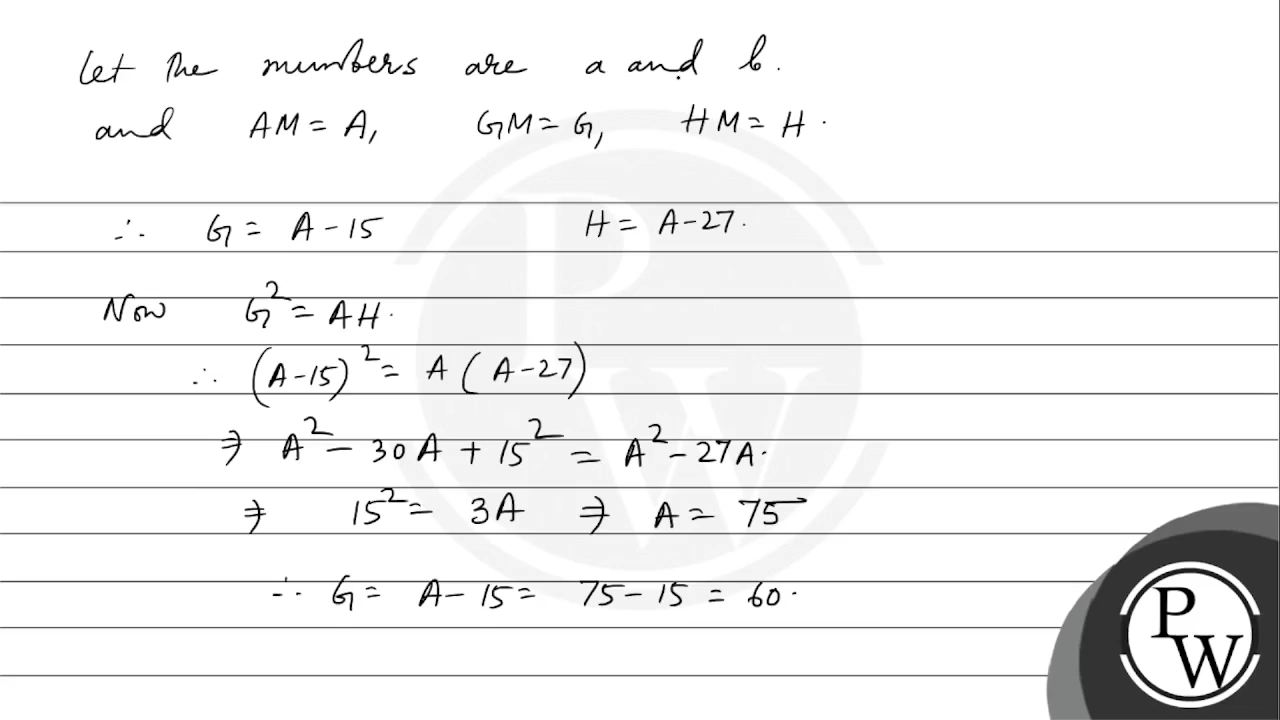 Let the numbers are a and b.
and AM = A, GM = G, HM = H.
∴ G = A - 15 H = A - 27.
Now G² = AH.
∴ (A - 15)² = A (A - 27)
⇒ A² - 30A + 15² = A² - 27A.
⇒ 15² = 3A ⇒ A = 75
∴ G = A - 15 = 75 - 15 = 60.
P
W
P
W